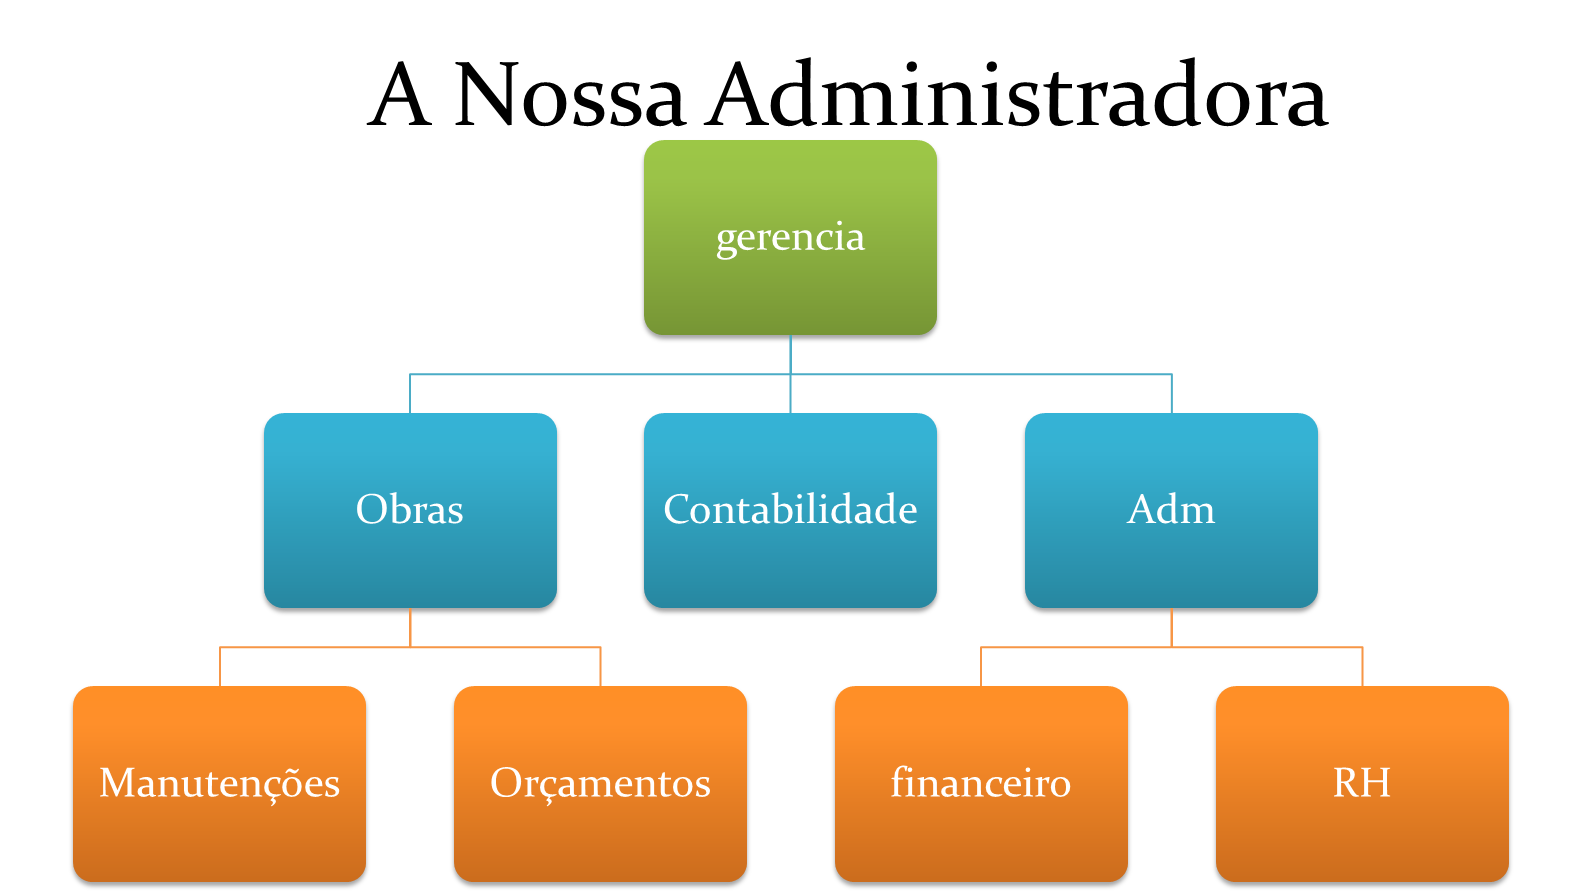 A Nossa Administradora
gerencia
Obras
Contabilidade
Adm
Manutenções
Orçamentos
financeiro
RH